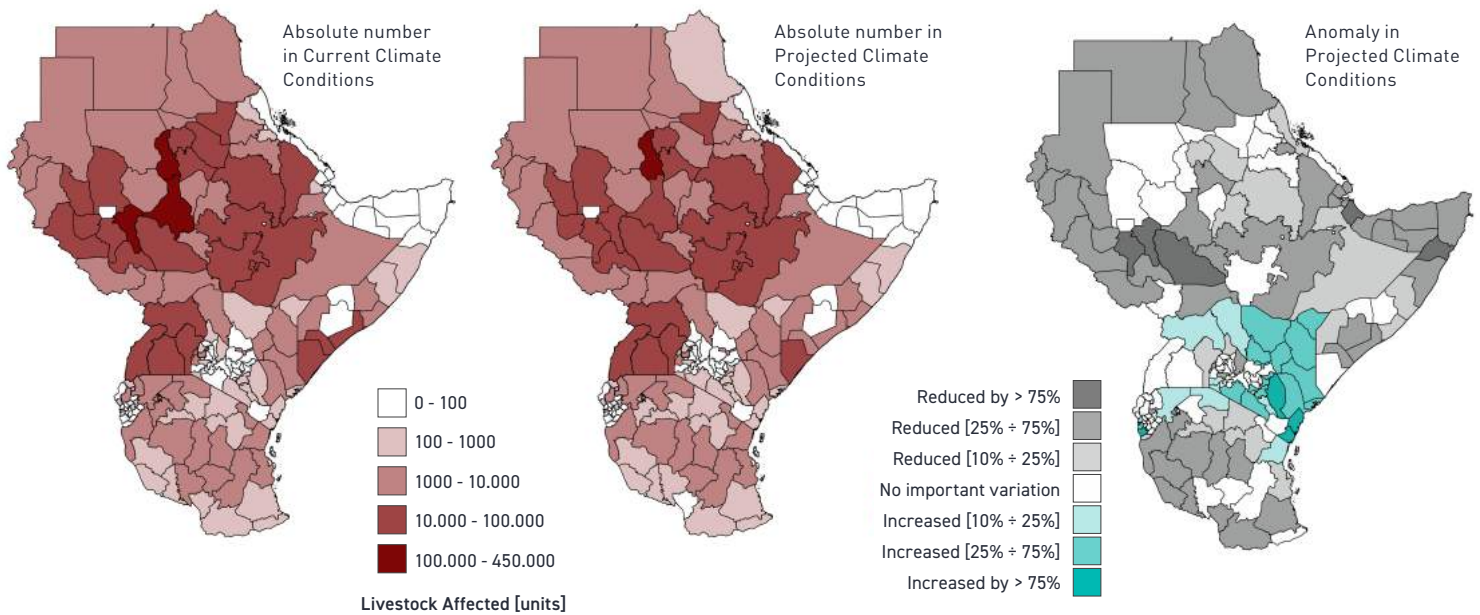 Absolute number
in Current Climate
Conditions
Absolute number in
Projected Climate
Conditions
Anomaly in
Projected Climate
Conditions
0 - 100
100 - 1000
1000 - 10.000
10.000 - 100.000
100.000 - 450.000
Livestock Affected [units]
Reduced by > 75%
Reduced [25% ÷ 75%]
Reduced [10% ÷ 25%]
No important variation
Increased [10% ÷ 25%]
Increased [25% ÷ 75%]
Increased by > 75%